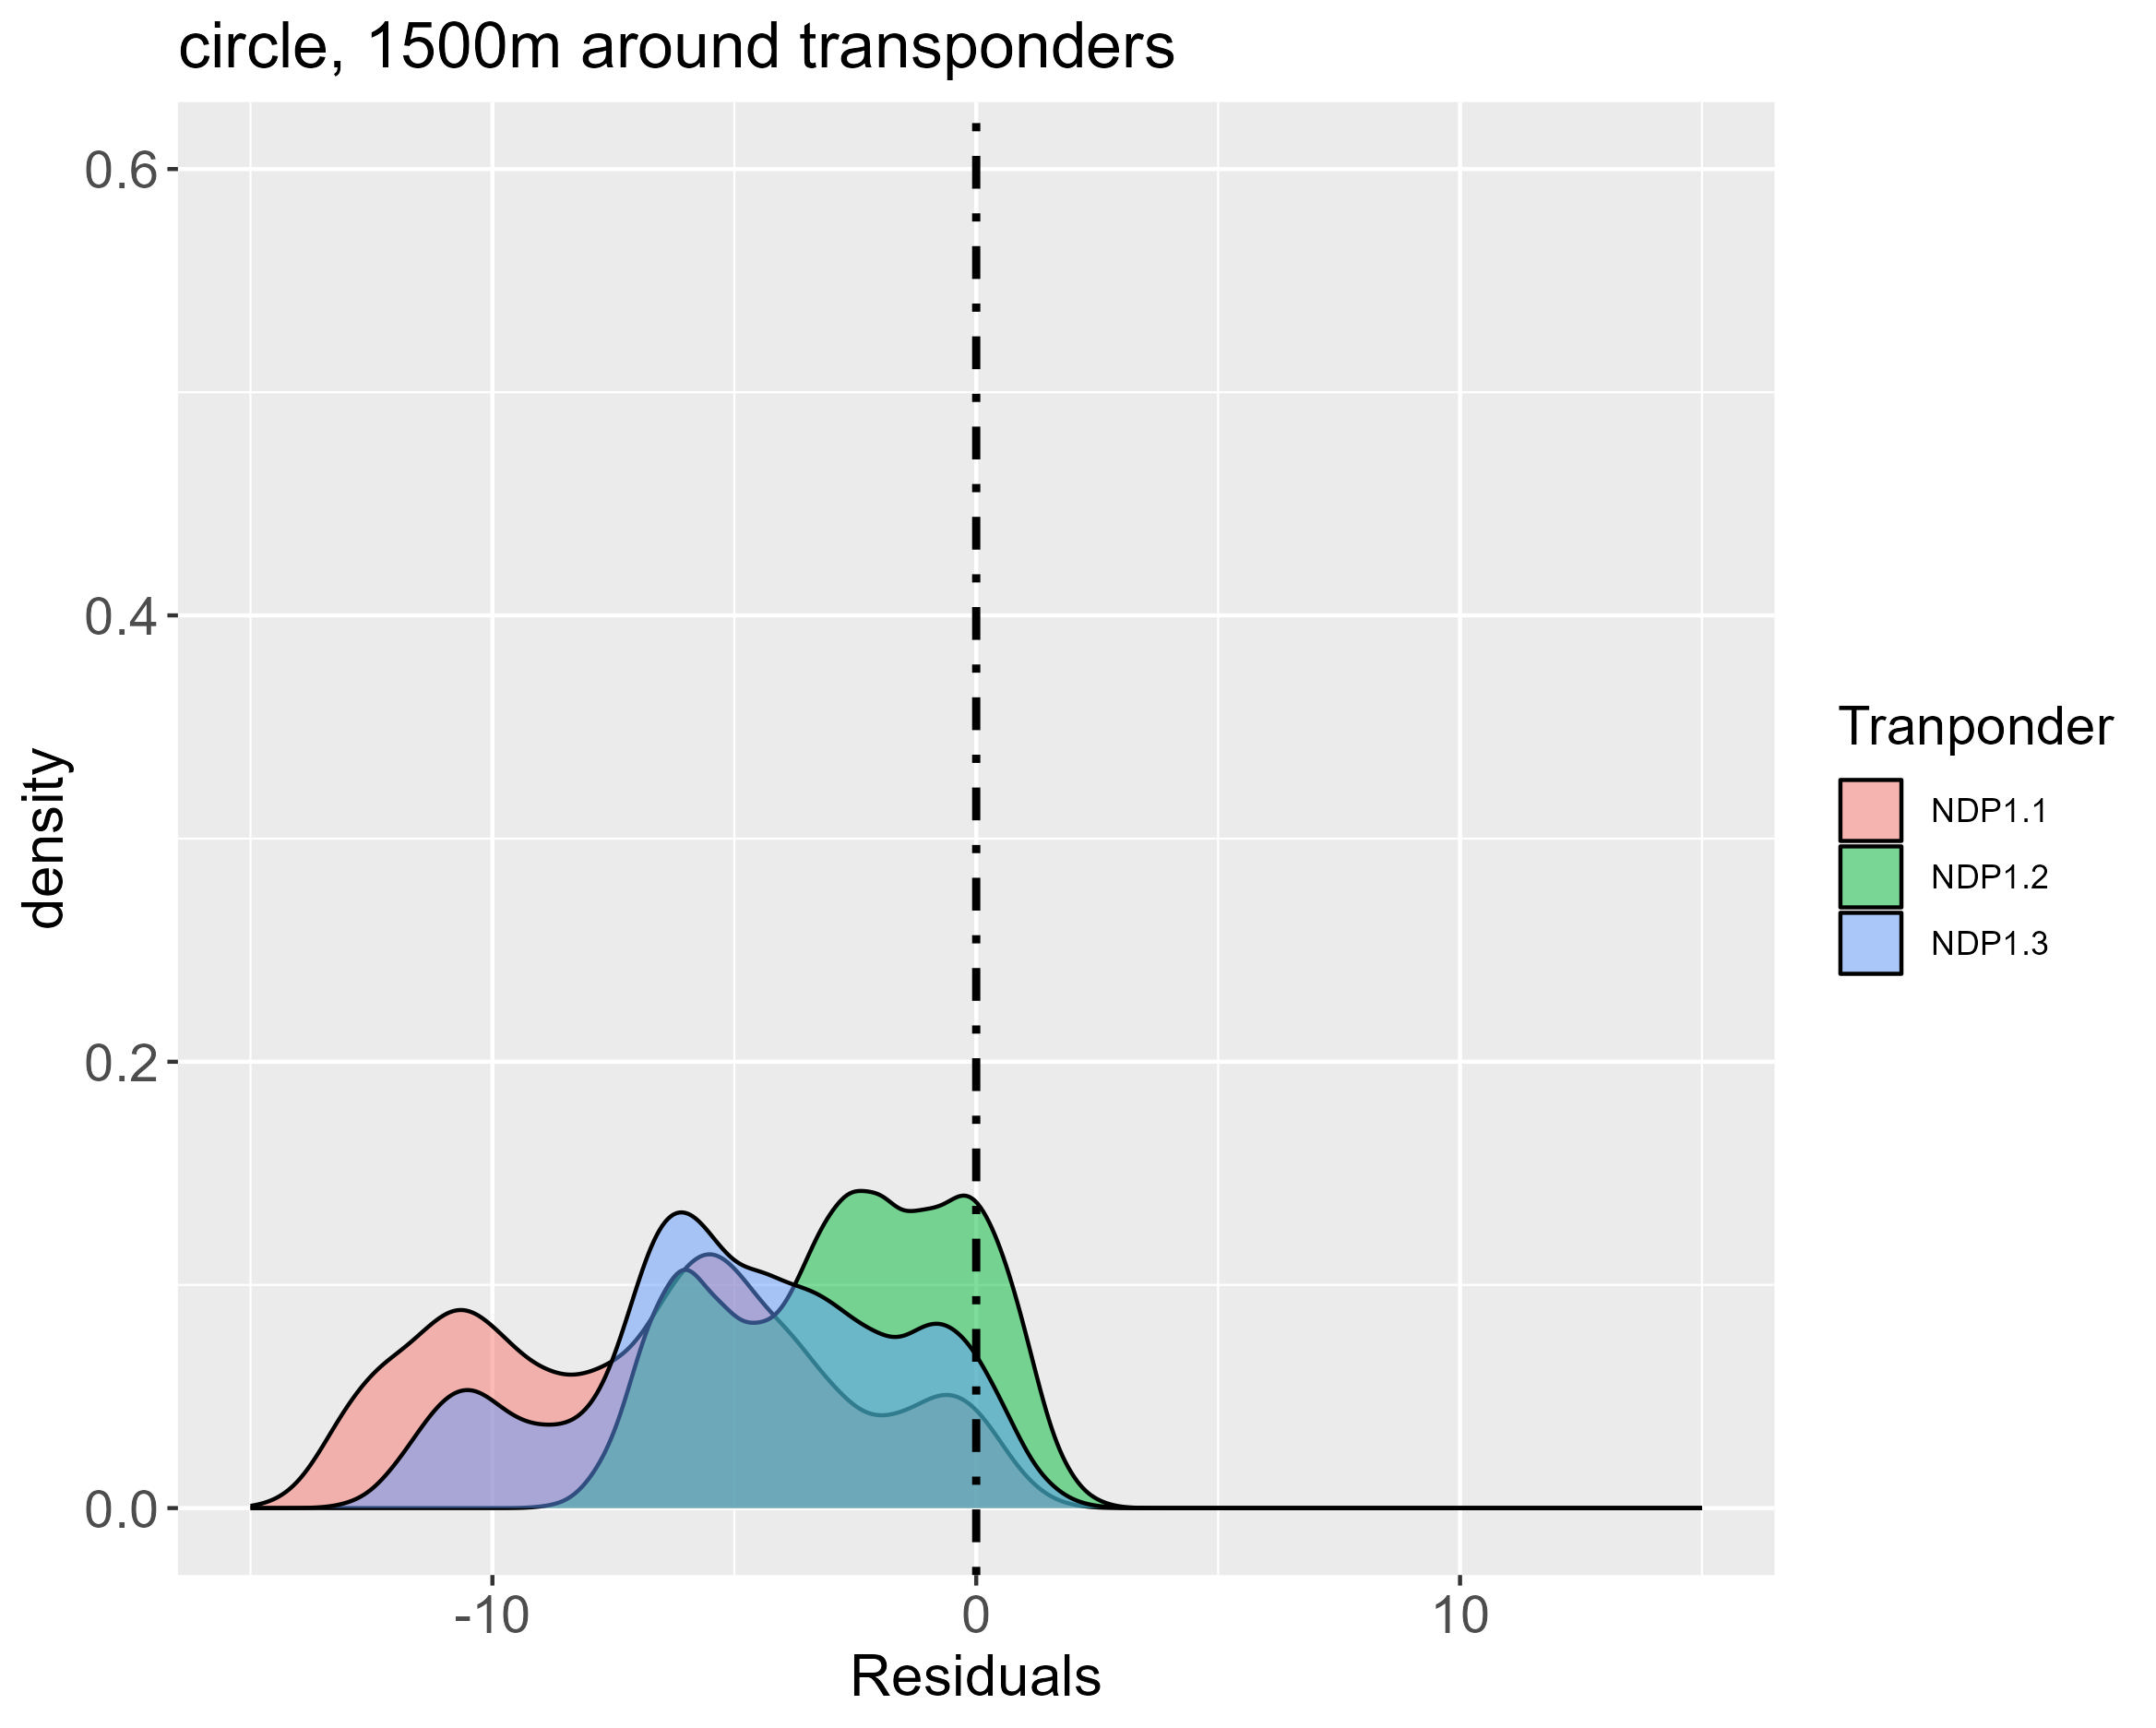 circle, 1500m around transponders
0.6
0.4
0.2
0.0
density
-10
0
10
Residuals
Tranponder
NDP1.1
NDP1.2
NDP1.3